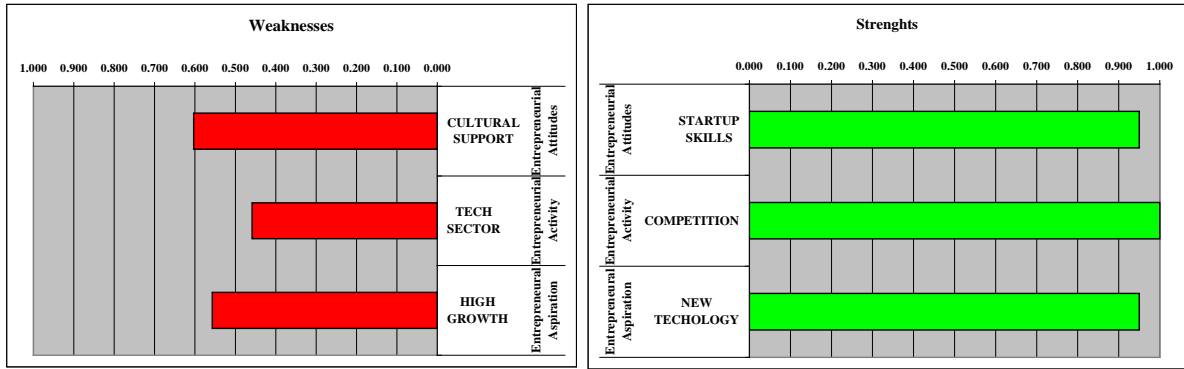 Weaknesses
1.000 0.900 0.800 0.700 0.600 0.500 0.400 0.300 0.200 0.100 0.000
CULTURAL
SUPPORT
Entrepreneurial
Attitudes
TECH
SECTOR
Entrepreneurial
Activity
HIGH
GROWTH
Entrepreneural
Aspiration
Strenghts
0.000 0.100 0.200 0.300 0.400 0.500 0.600 0.700 0.800 0.900 1.000
Entrepreneurial
Attitudes
STARTUP
SKILLS
Entrepreneurial
Activity
COMPETITION
Entrepreneural
Aspiration
NEW
TECHOLOGY